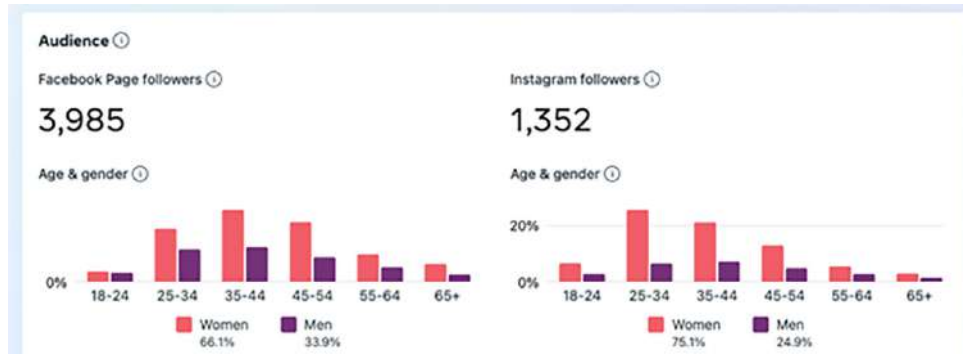 Audience
Facebook Page followers
3,985
Age & gender
0%
18-24 25-34 35-44 45-54 55-64 65+
Women Men
66.1% 33.9%
Instagram followers
1,352
Age & gender
20%
0%
18-24 25-34 35-44 45-54 55-64 65+
Women Men
75.1% 24.9%